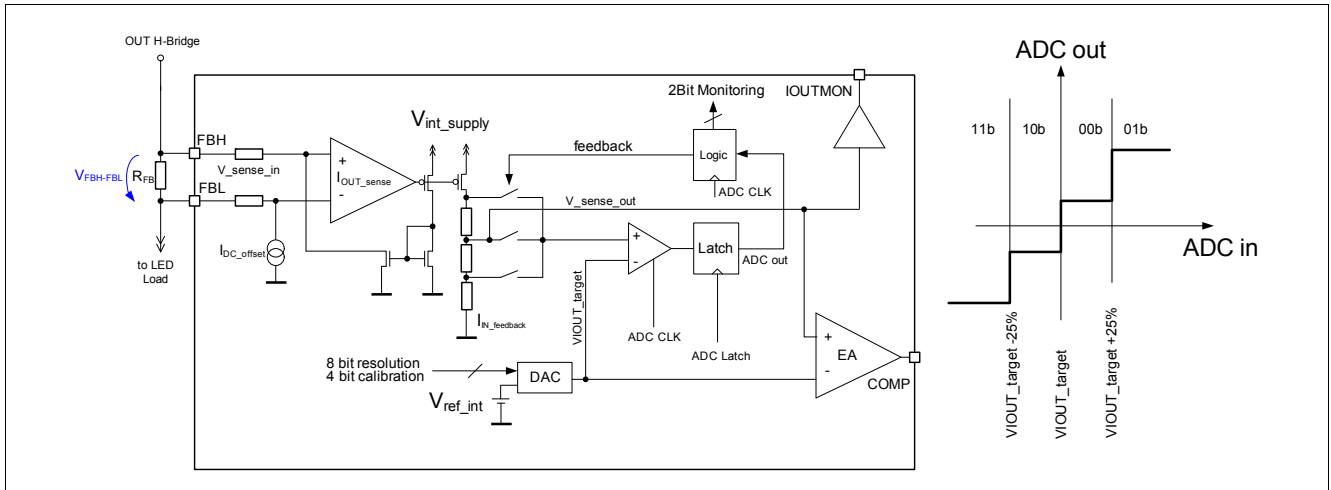 OUT H-Bridge
FBH
V_sense_in
VFBH-FBL
RFB
FBL
to LED
Load
IDC_offset
IOUT_sense
+
-
Vint_supply
IIN_feedback
feedback
V_sense_out
2Bit Monitoring
Logic
ADC CLK
IOUTMON
+
-
Latch
ADC out
VIOUT_target
ADC CLK
ADC Latch
8 bit resolution
4 bit calibration
DAC
Vref_int
+
EA
-
COMP
ADC out
11b
10b
00b
01b
ADC in
VIOUT_target -25%
VIOUT_target
VIOUT_target +25%